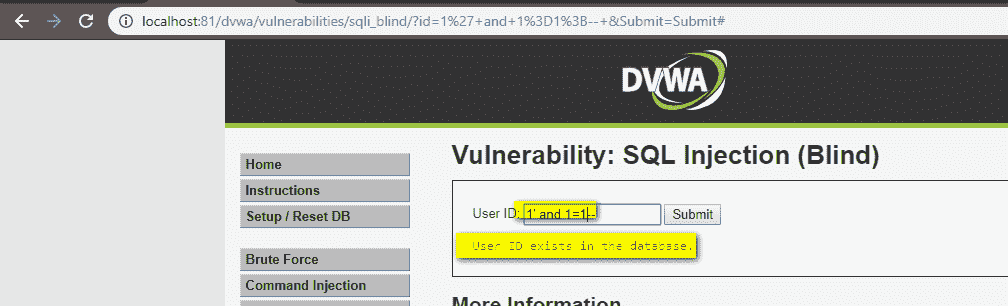 localhost:81/dvwa/vulnerabilities/sqli_blind/?id=1%27+and+1%3D1%3B--+&Submit=Submit#
DVWA
Vulnerability: SQL Injection (Blind)
Home
Instructions
Setup / Reset DB
User ID: 1' and 1=1-- Submit
User ID exists in the database.
Brute Force
Command Injection
More Information